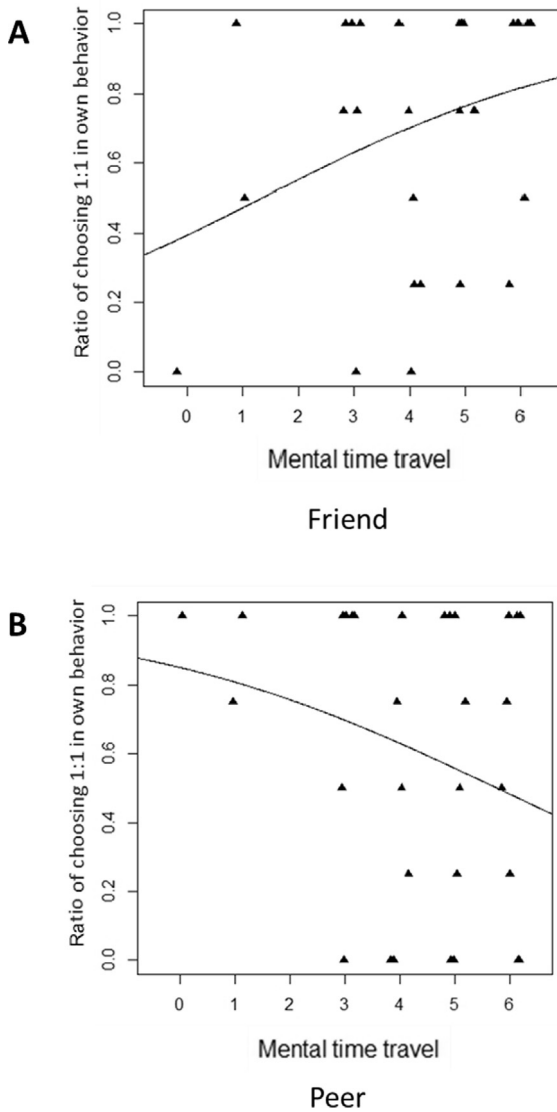 A
Ratio of choosing 1:1 in own behavior
1.0
0.8
0.6
0.4
0.2
0.0
0 1 2 3 4 5 6
Mental time travel
Friend
B
Ratio of choosing 1:1 in own behavior
1.0
0.8
0.6
0.4
0.2
0.0
0 1 2 3 4 5 6
Mental time travel
Peer